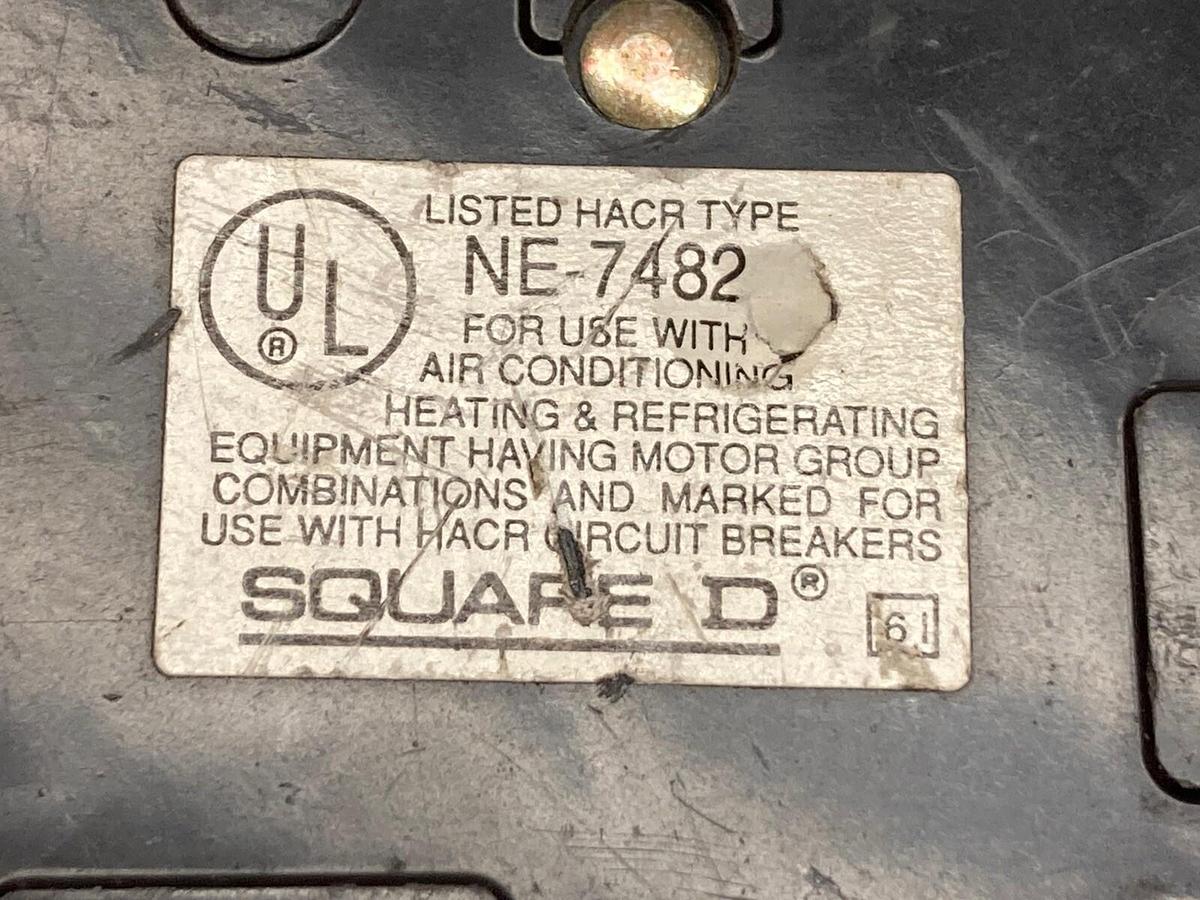 UL®
LISTED HACR TYPE
NE-7482
FOR USE WITH
AIR CONDITIONING
HEATING & REFRIGERATING
EQUIPMENT HAVING MOTOR GROUP
COMBINATIONS AND MARKED FOR
USE WITH HACR CIRCUIT BREAKERS
SQUARE D®